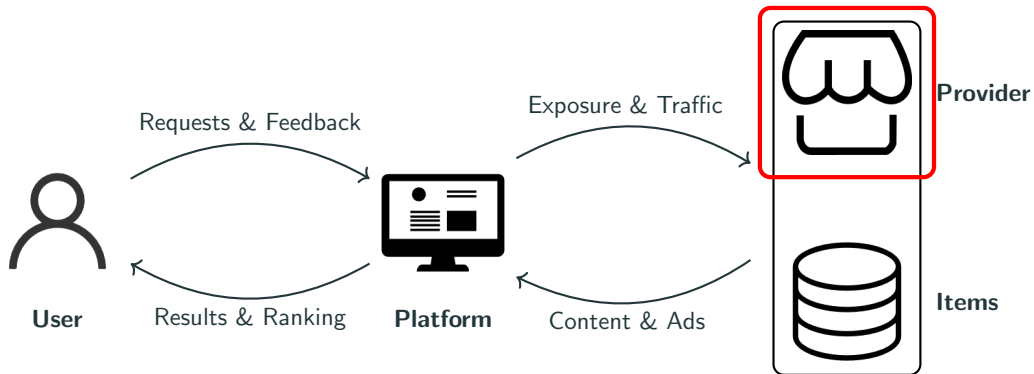 Provider
Exposure & Traffic
Requests & Feedback
User
Results & Ranking
Platform
Content & Ads
Items